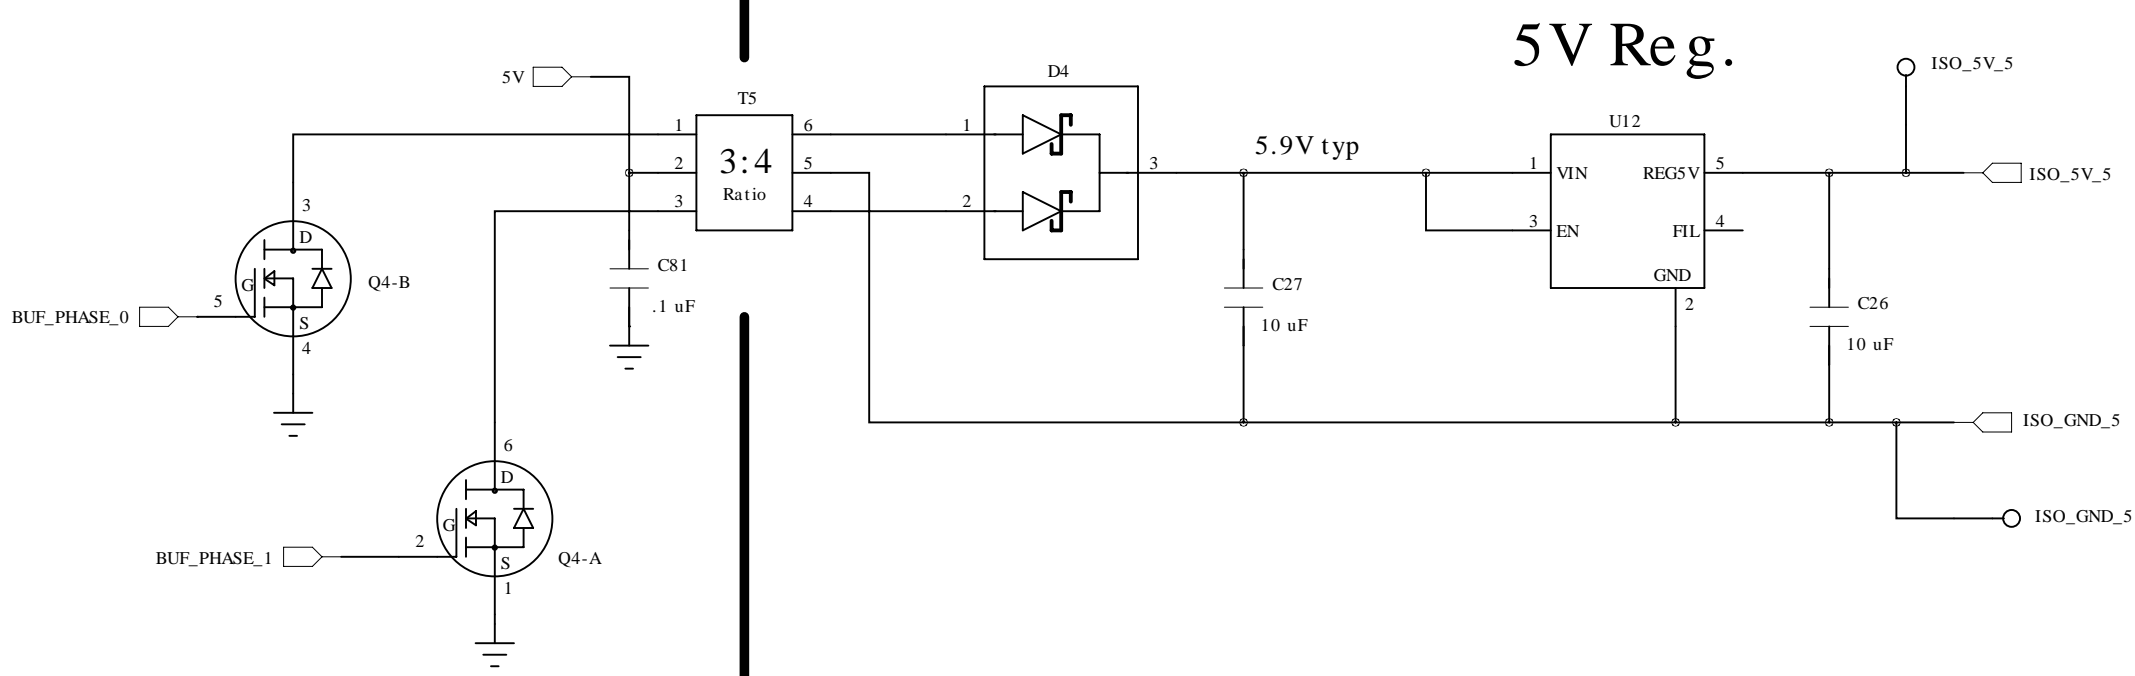 5V Reg.
5V
T5
D4
ISO_5V_5
U12
1
6
1
3:4
Ratio
2
5
3
5.9V typ
1
VIN
REG5V
5
ISO_5V_5
3
4
2
3
EN
FIL
4
GND
2
3
D
G
S
Q4-B
5
4
BUF_PHASE_0
C81
.1 uF
C27
10 uF
C26
10 uF
ISO_GND_5
6
D
G
S
Q4-A
2
1
BUF_PHASE_1
ISO_GND_5